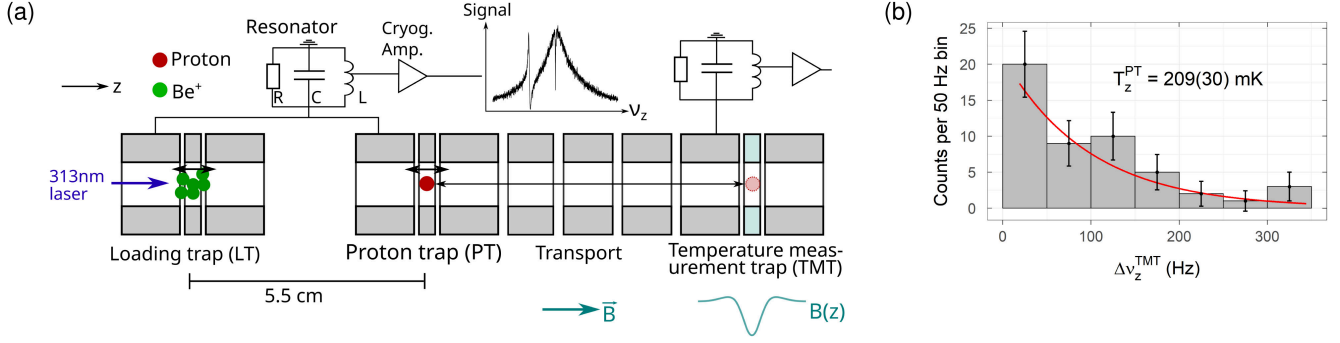 (a)
Resonator
Cryog.
Amp.
Signal
Proton
Be⁺
z
R
C
L
ν_z
313nm
laser
Loading trap (LT)
Proton trap (PT)
Transport
Temperature meas-
urement trap (TMT)
5.5 cm
B⃗
B(z)
(b)
Counts per 50 Hz bin
25
20
15
10
5
0
T_z^PT = 209(30) mK
0
100
200
300
Δν_z^TMT (Hz)